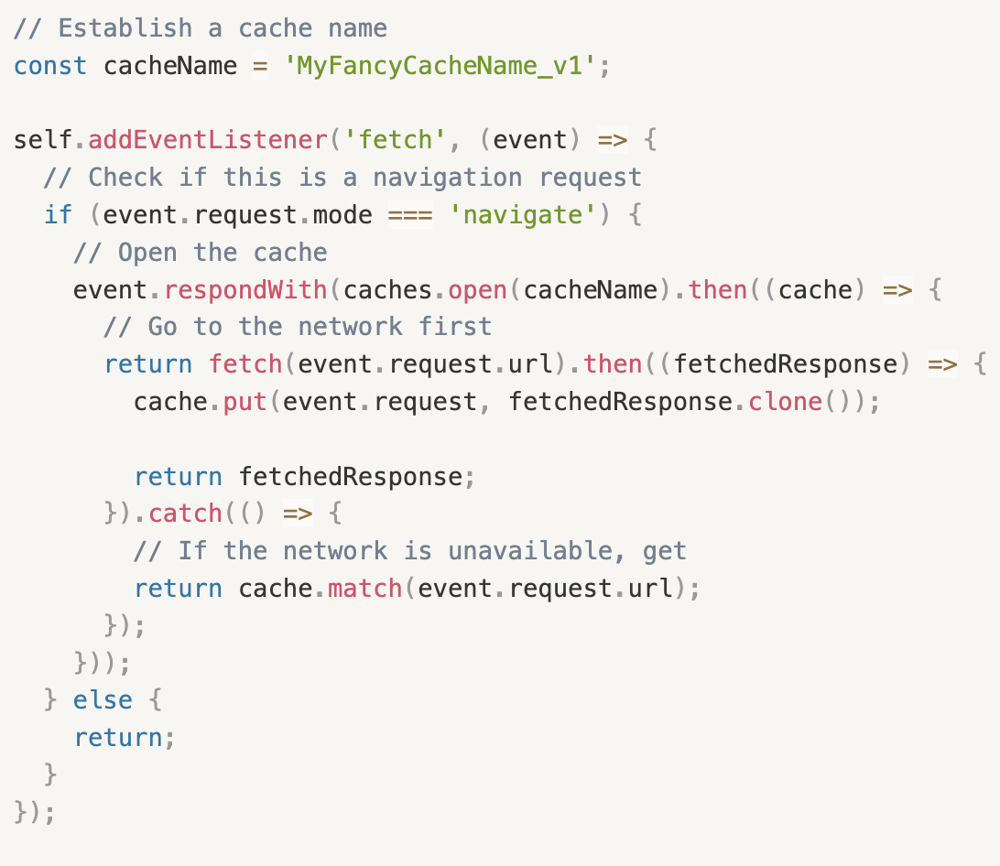 // Establish a cache name
const cacheName = 'MyFancyCacheName_v1';

self.addEventListener('fetch', (event) => {
  // Check if this is a navigation request
  if (event.request.mode === 'navigate') {
    // Open the cache
    event.respondWith(caches.open(cacheName).then((cache) => {
      // Go to the network first
      return fetch(event.request.url).then((fetchedResponse) => {
        cache.put(event.request, fetchedResponse.clone());

        return fetchedResponse;
      }).catch(() => {
        // If the network is unavailable, get
        return cache.match(event.request.url);
      });
    }));
  } else {
    return;
  }
});